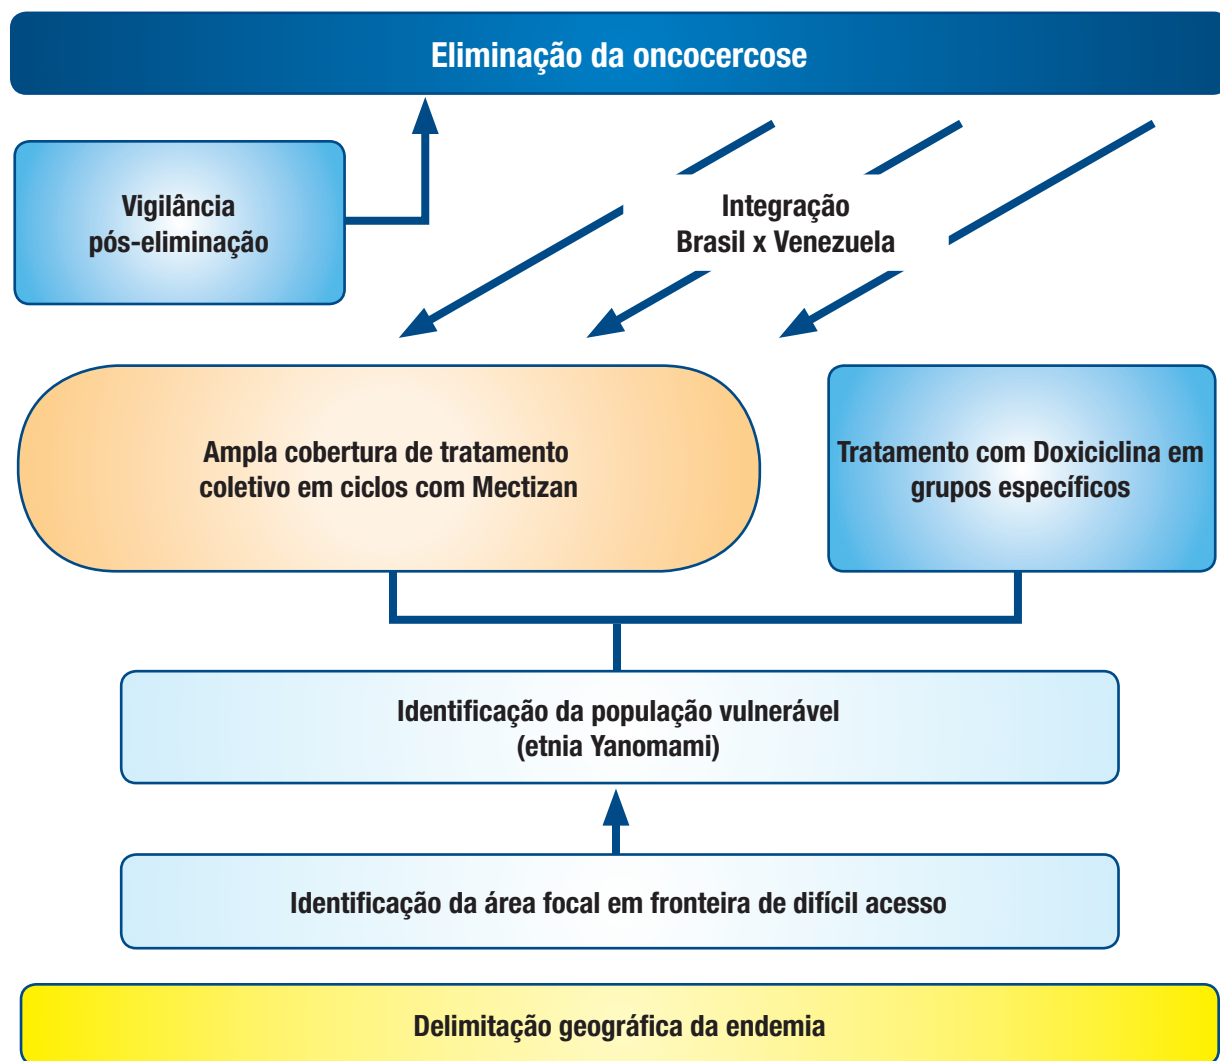 Eliminação da oncocercose
Vigilância
pós-eliminação
Integração
Brasil x Venezuela
Ampla cobertura de tratamento
coletivo em ciclos com Mectizan
Tratamento com Doxiciclina em
grupos específicos
Identificação da população vulnerável
(etnia Yanomami)
Identificação da área focal em fronteira de difícil acesso
Delimitação geográfica da endemia